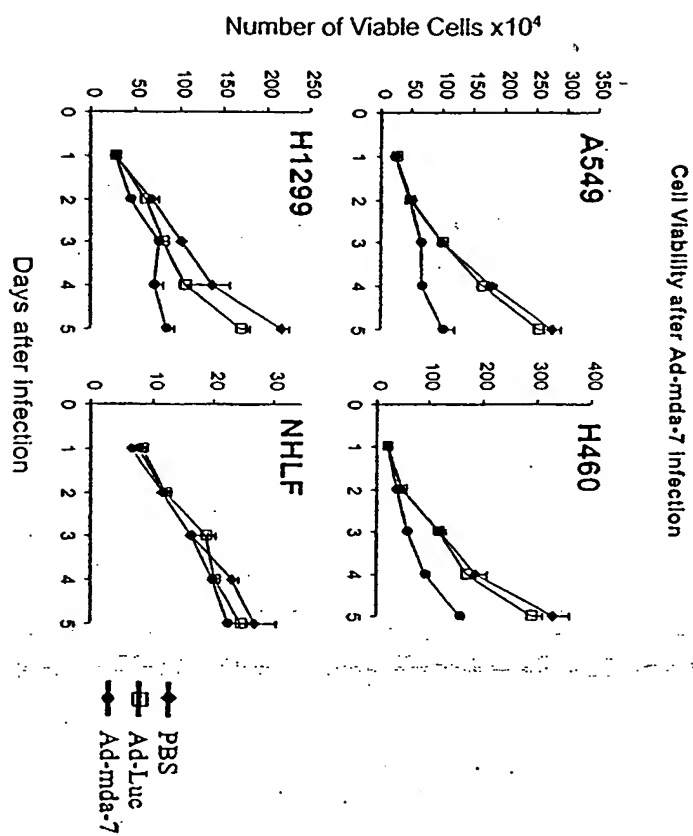 Cell Viability after Ad-mda-7 Infection
Number of Viable Cells x10⁴
A549
350
300
250
200
150
100
50
0
0 1 2 3 4 5
H460
400
300
200
100
0
0 1 2 3 4 5
H1299
250
200
150
100
50
0
0 1 2 3 4 5
NHLF
30
20
10
0
0 1 2 3 4 5
Days after infection
PBS
Ad-Luc
Ad-mda-7